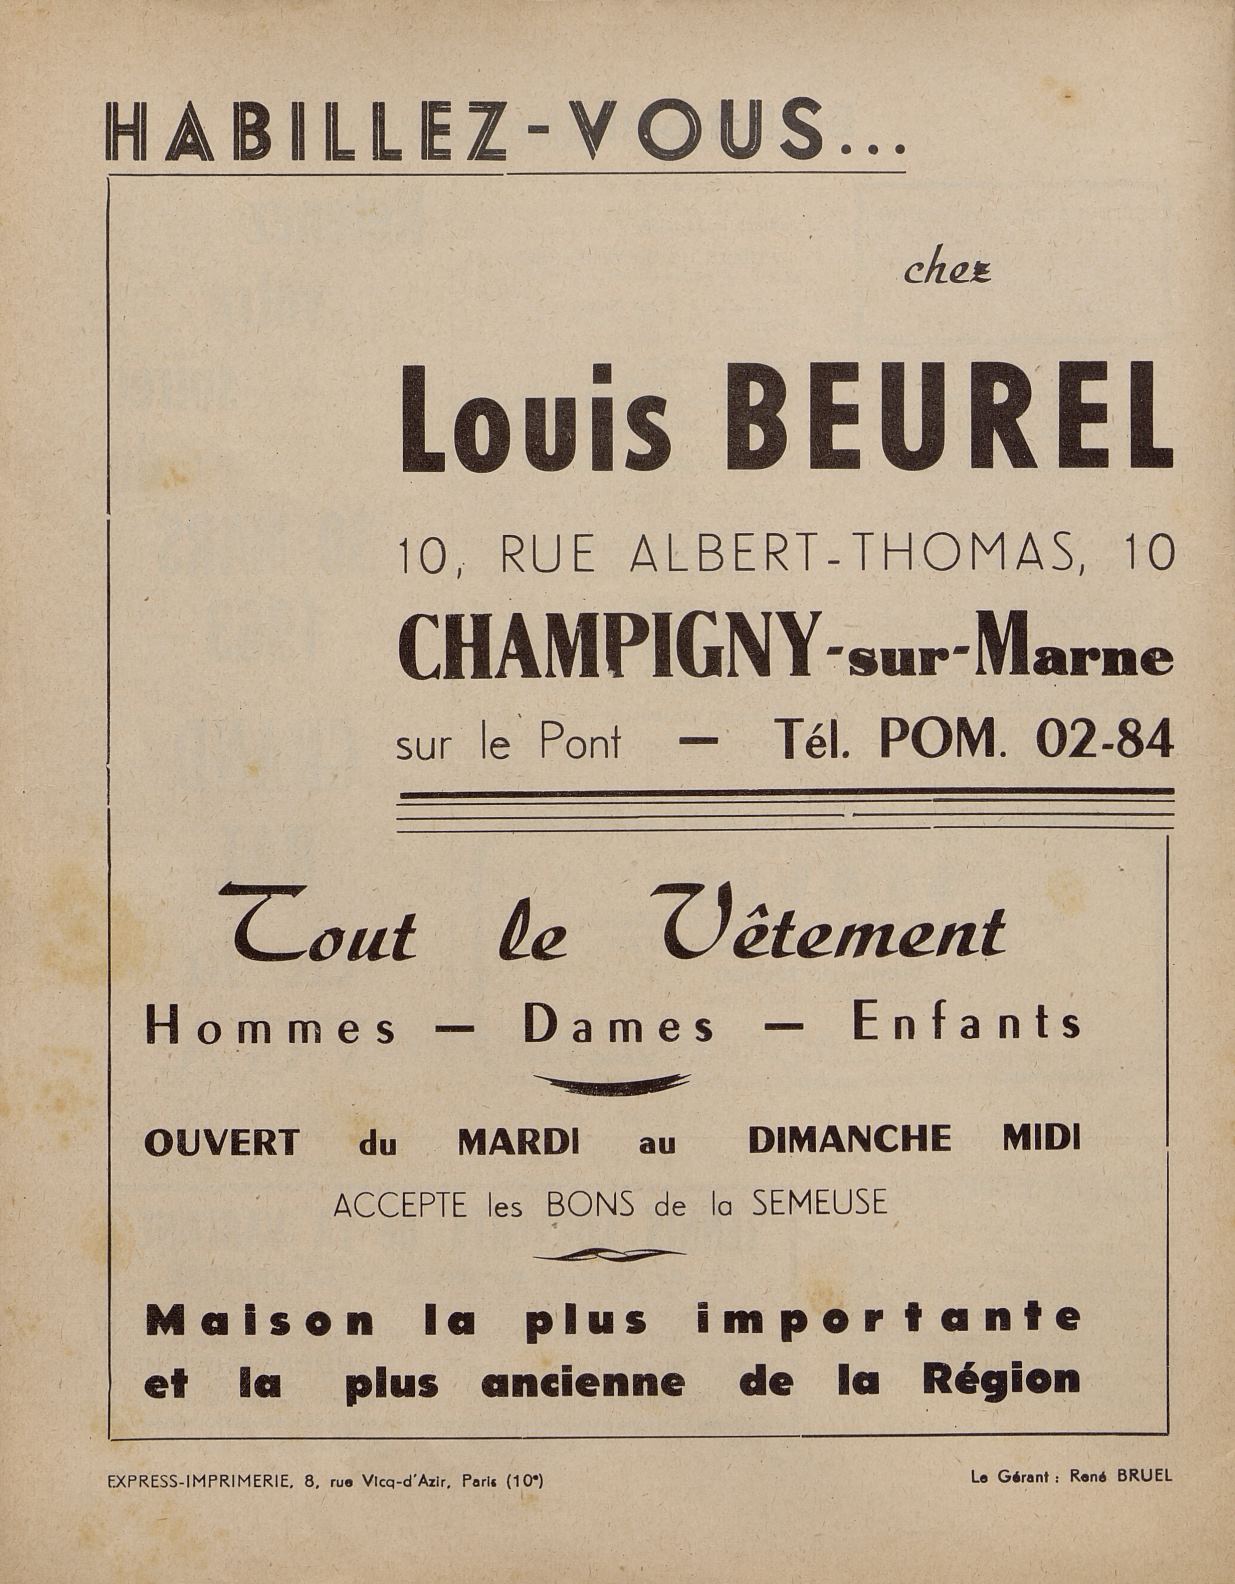 HABILLEZ-VOUS...
chez
Louis BEUREL
10, RUE ALBERT-THOMAS, 10
CHAMPIGNY-sur-Marne
sur le Pont — Tél. POM. 02-84
Tout le Vêtement
Hommes — Dames — Enfants
OUVERT du MARDI au DIMANCHE MIDI
ACCEPTE les BONS de la SEMEUSE
Maison la plus importante
et la plus ancienne de la Région
EXPRESS-IMPRIMERIE, 8, rue Vicq-d'Azir, Paris (10e)
Le Gérant : René BRUEL